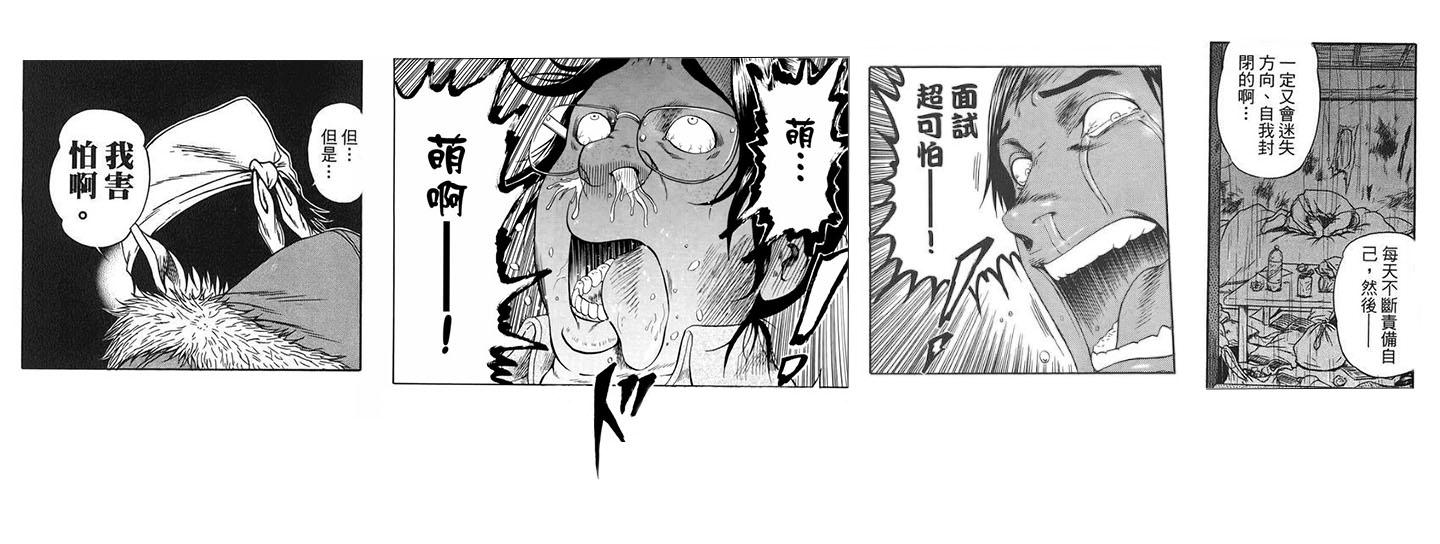 一定又會迷失
方向、自我封
閉的啊…
每天不斷責備自
己，然後——
面試
超可怕——！
萌…
萌啊——！
但…
但是…
我害
怕啊。